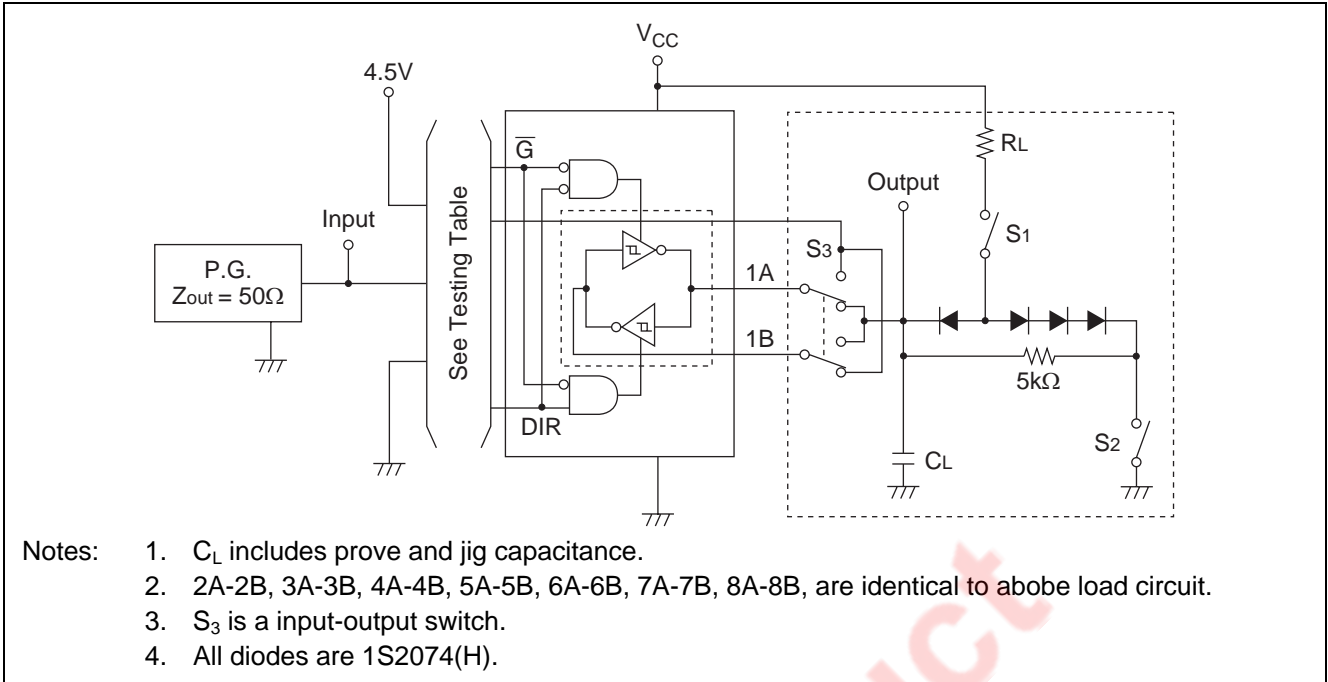 VCC
4.5V
G
RL
Output
Input
See Testing Table
S1
S3
P.G.
Zout = 50Ω
1A
1B
5kΩ
DIR
S2
CL
Notes: 1. CL includes prove and jig capacitance.
2. 2A-2B, 3A-3B, 4A-4B, 5A-5B, 6A-6B, 7A-7B, 8A-8B, are identical to abobe load circuit.
3. S3 is a input-output switch.
4. All diodes are 1S2074(H).